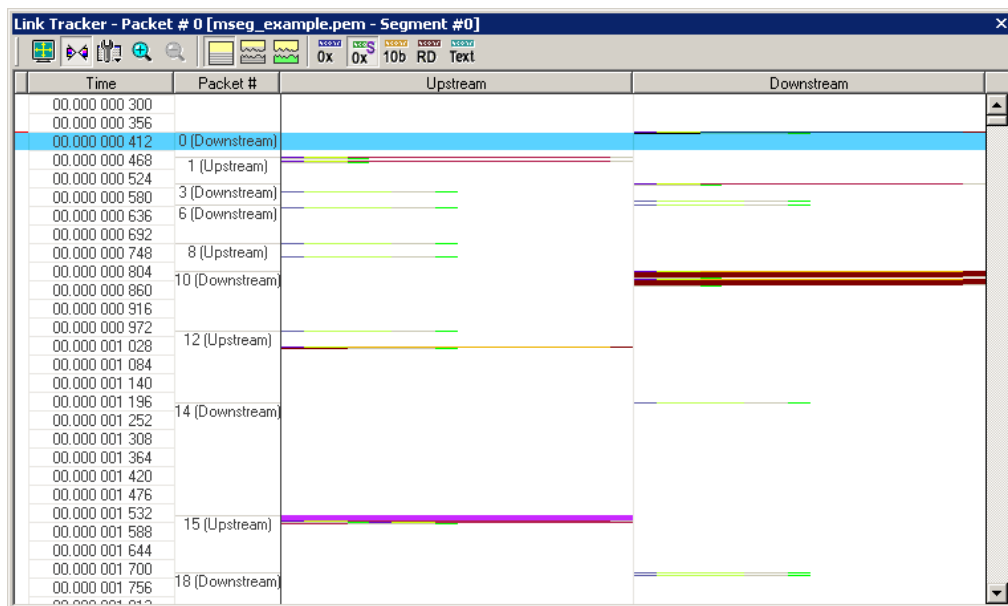 Link Tracker - Packet # 0 [mseg_example.pem - Segment #0]
0x 0x S 10b RD Text
Time Packet # Upstream Downstream
00.000 000 300
00.000 000 356
00.000 000 412 0 (Downstream)
00.000 000 468
1 (Upstream)
00.000 000 524
00.000 000 580 3 (Downstream)
00.000 000 636 6 (Downstream)
00.000 000 692
00.000 000 748 8 (Upstream)
00.000 000 804
10 (Downstream)
00.000 000 860
00.000 000 916
00.000 000 972
12 (Upstream)
00.000 001 028
00.000 001 084
00.000 001 140
00.000 001 196
14 (Downstream)
00.000 001 252
00.000 001 308
00.000 001 364
00.000 001 420
00.000 001 476
00.000 001 532
15 (Upstream)
00.000 001 588
00.000 001 644
00.000 001 700
18 (Downstream)
00.000 001 756